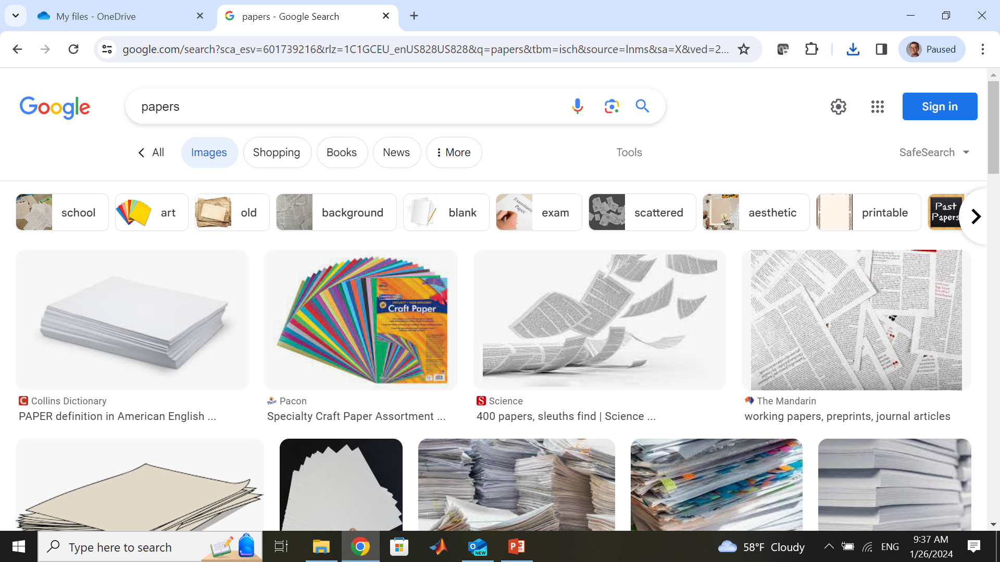 My files - OneDrive
papers - Google Search
google.com/search?sca_esv=601739216&rlz=1C1GCEU_enUS828US828&q=papers&tbm=isch&source=lnms&sa=X&ved=2...
Paused
Google
papers
Sign in
All
Images
Shopping
Books
News
More
Tools
SafeSearch
school
art
old
background
blank
Examination Paper
exam
scattered
aesthetic
printable
Past Papers
Craft Paper
Collins Dictionary
PAPER definition in American English ...
Pacon
Specialty Craft Paper Assortment ...
Science
400 papers, sleuths find | Science ...
The Mandarin
working papers, preprints, journal articles
Type here to search
NEW
58°F Cloudy
ENG
9:37 AM
1/26/2024